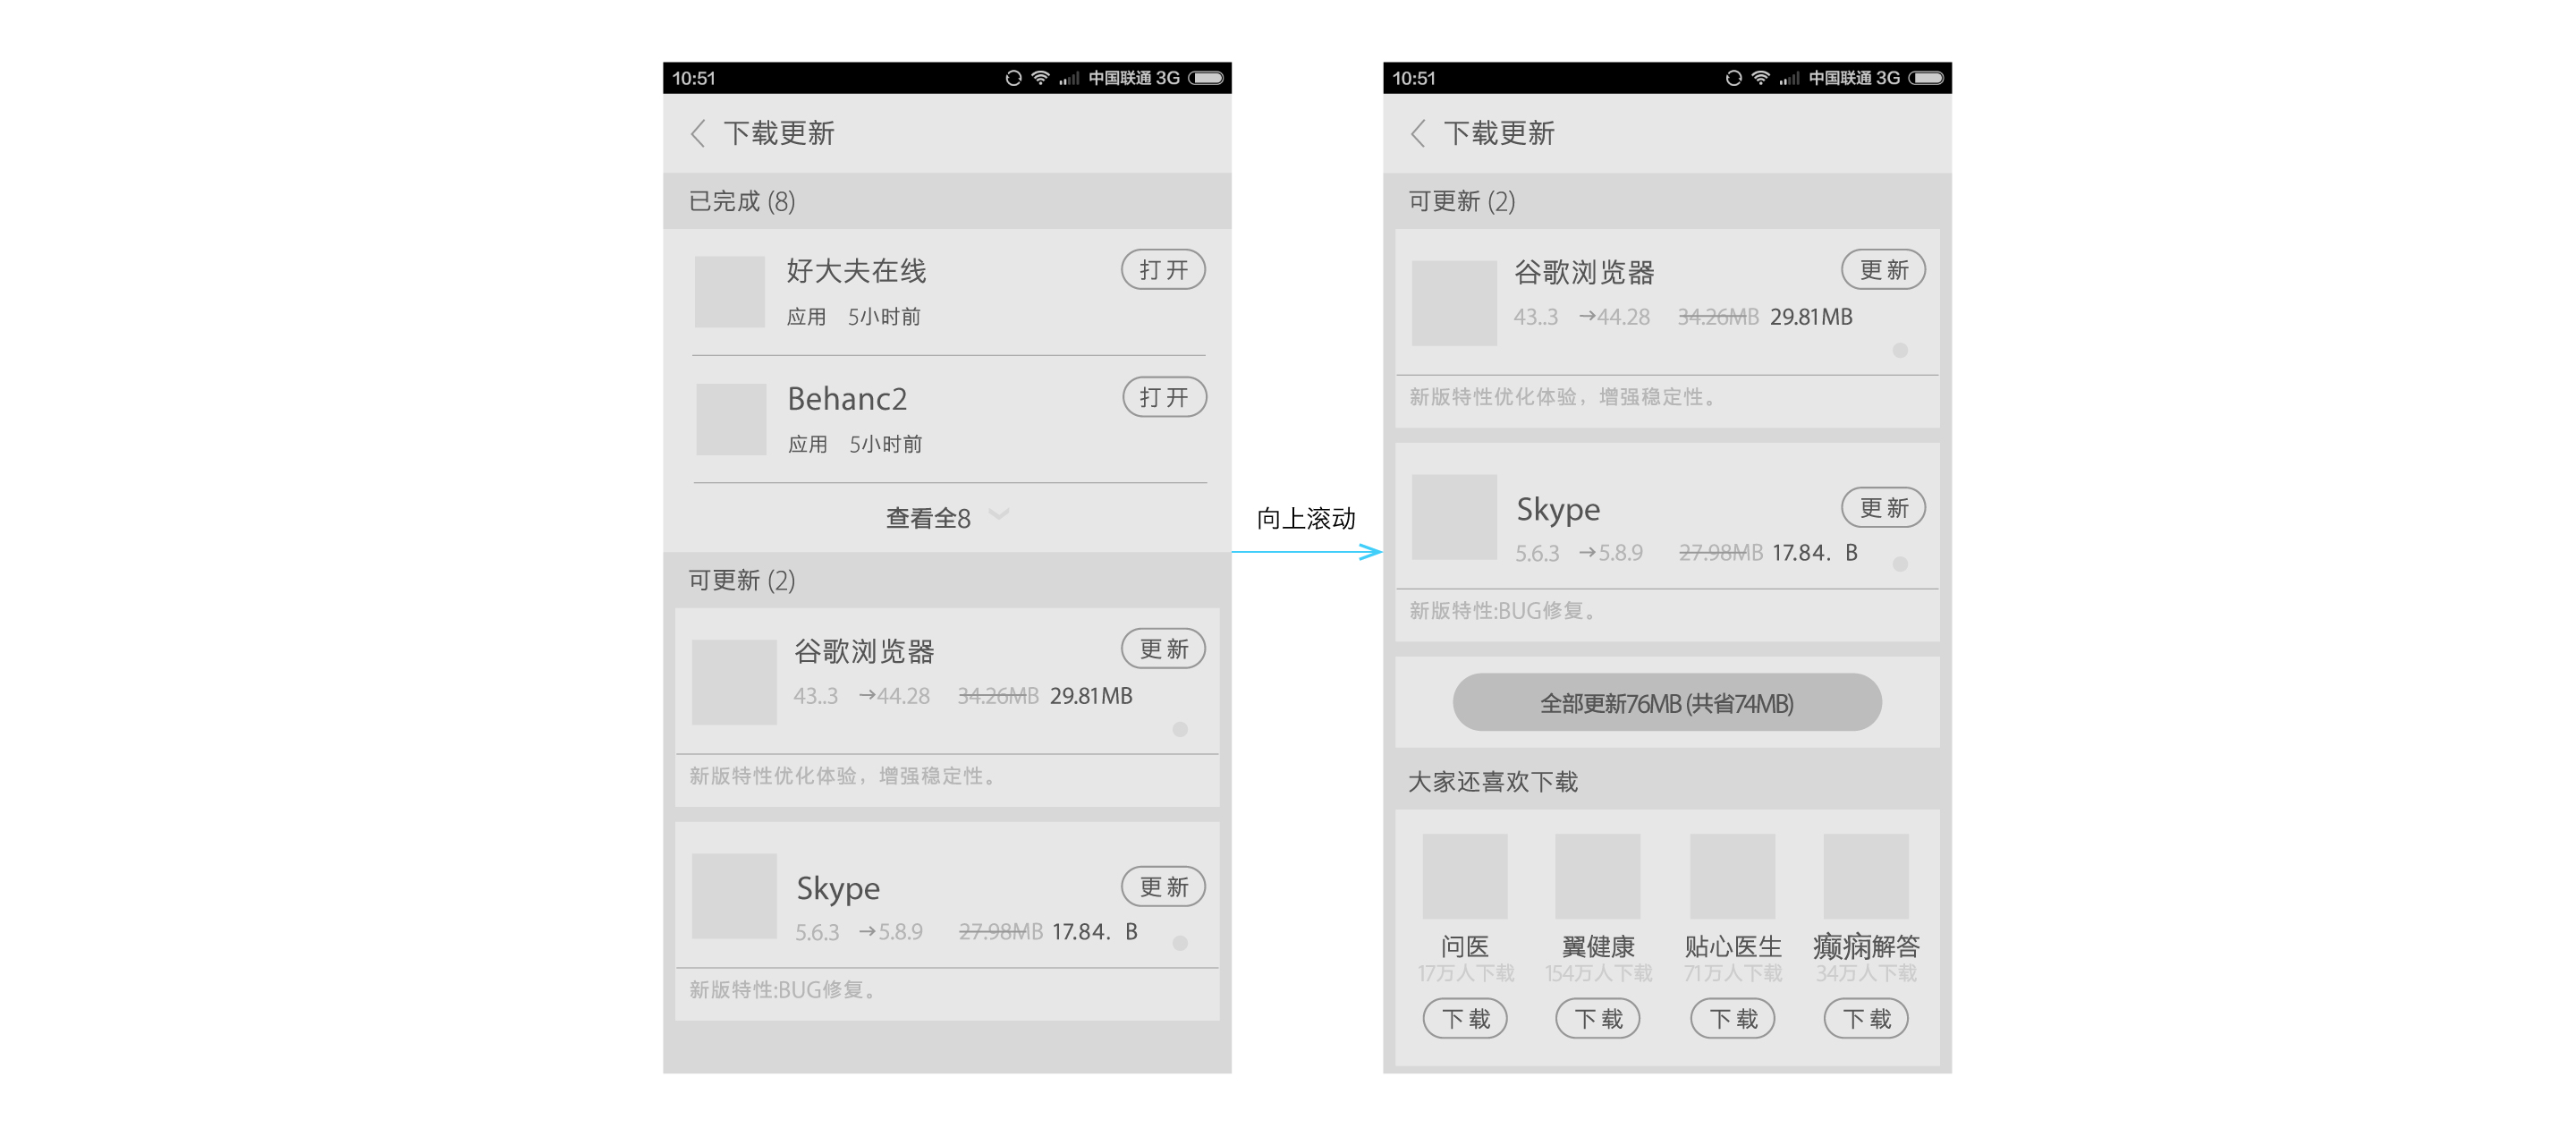 10:51 中国联通 3G
下载更新
已完成 (8)
好大夫在线
打 开
应用 5小时前
Behanc2
打 开
应用 5小时前
查看全8
可更新 (2)
谷歌浏览器
更 新
43..3 →44.28 34.26MB 29.81MB
新版特性优化体验，增强稳定性。
Skype
更 新
5.6.3 →5.8.9 27.98MB 17.84. B
新版特性:BUG修复。
向上滚动
10:51 中国联通 3G
下载更新
可更新 (2)
谷歌浏览器
更 新
43..3 →44.28 34.26MB 29.81MB
新版特性优化体验，增强稳定性。
Skype
更 新
5.6.3 →5.8.9 27.98MB 17.84. B
新版特性:BUG修复。
全部更新76MB (共省74MB)
大家还喜欢下载
问医 翼健康 贴心医生 癫痫解答
17万人下载 154万人下载 71万人下载 34万人下载
下 载 下 载 下 载 下 载